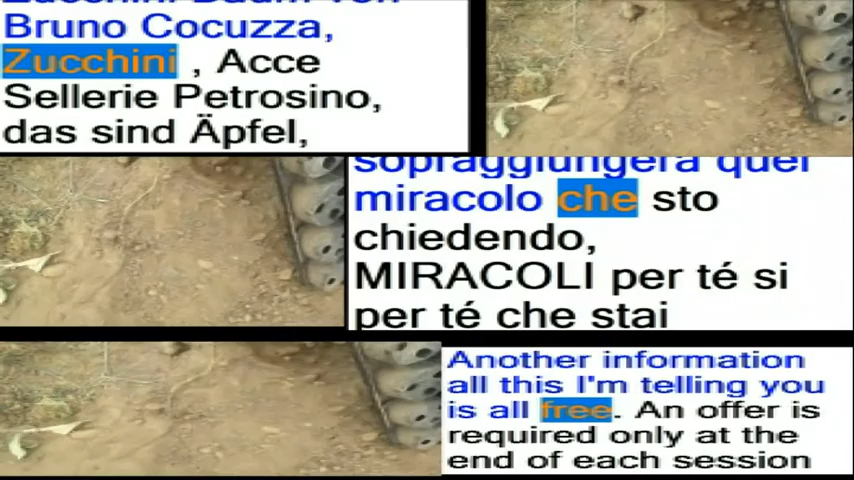 Bruno Cocuzza,
Zucchini , Acce
Sellerie Petrosino,
das sind Äpfel,
sopraggiungerà quel
miracolo che sto
chiedendo,
MIRACOLI per té si
per té che stai
Another information
all this I'm telling you
is all free. An offer is
required only at the
end of each session